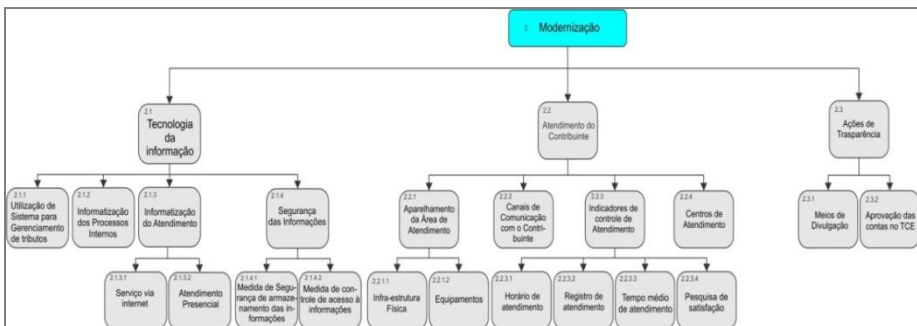 2 Modernização
2.1
Tecnologia
da
informação
2.2
Atendimento do
Contribuinte
2.3
Ações de
Trasparência
2.1.1
Utilização de
Sistema para
Gerenciamento
de tributos
2.1.2
Informatização
dos Processos
Internos
2.1.3
Informatização
do Atendimento
2.1.4
Segurança
das Informações
2.2.1
Aparelhamento
da Área de
Atendimento
2.2.2
Canais de
Comunicação
com o Contri-
buinte
2.2.3
Indicadores de
controle de
Atendimento
2.2.4
Centros de
Atendimento
2.3.1
Meios de
Divulgação
2.3.2
Aprovação das
contas no TCE
2.1.3.1
Serviço via
internet
2.1.3.2
Atendimento
Presencial
2.1.4.1
Medida de Segu-
rança de armaze-
namento das in-
formações
2.1.4.2
Medida de con-
trole de acesso à
informações
2.2.1.1
Infra-estrutura
Física
2.2.1.2
Equipamentos
2.2.3.1
Horário de
atendimento
2.2.3.2
Registro de
atendimento
2.2.3.3
Tempo médio
de atendimento
2.2.3.4
Pesquisa de
satisfação